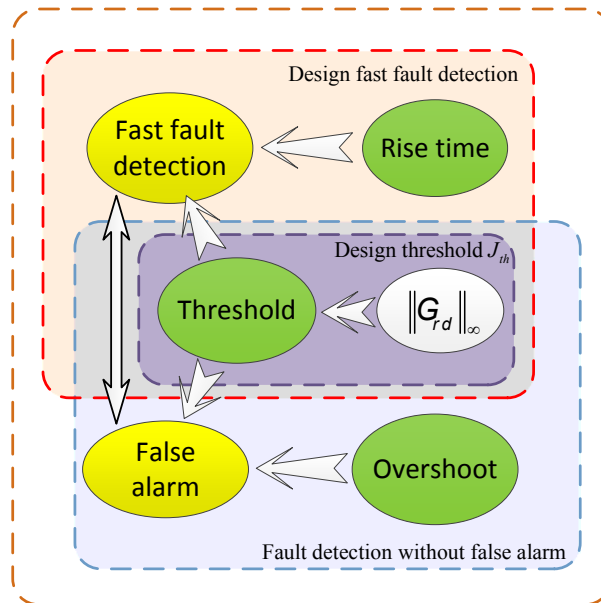 Design fast fault detection
Fast fault
detection
Rise time
Design threshold J_th
Threshold
‖G_rd‖_∞
False
alarm
Overshoot
Fault detection without false alarm